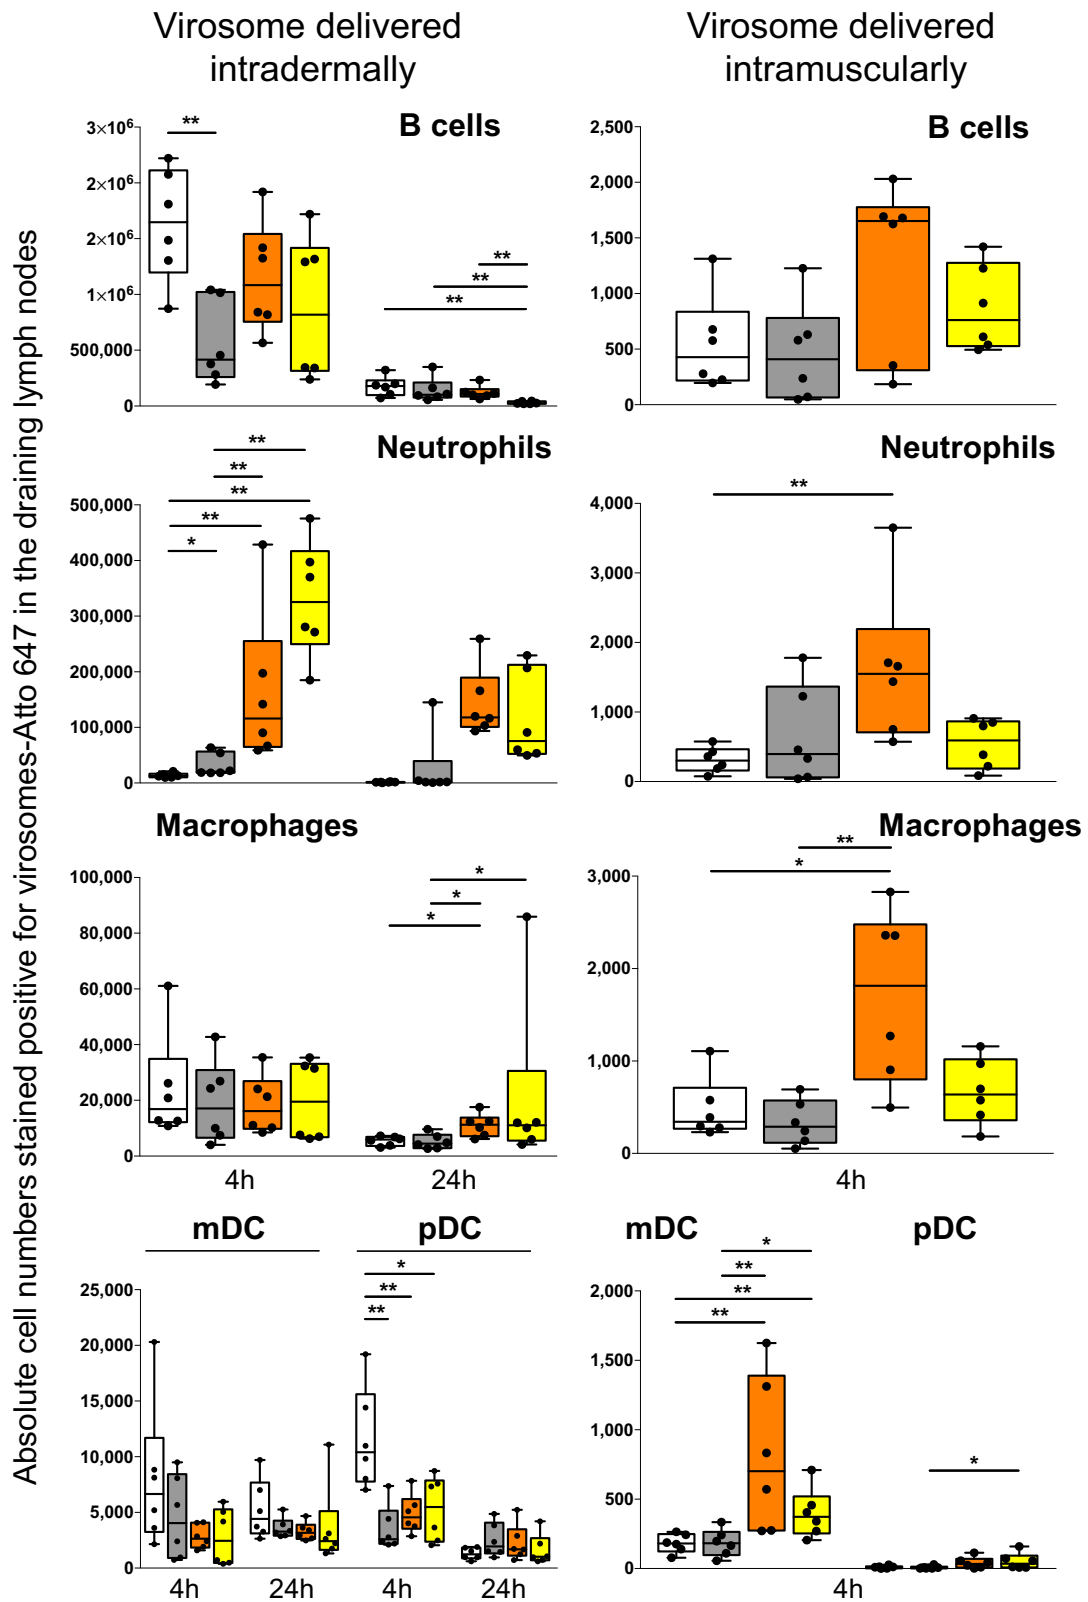 Virosome delivered
intradermally
Virosome delivered
intramuscularly
Absolute cell numbers stained positive for virosomes-Atto 647 in the draining lymph nodes
B cells
3×10⁶
2×10⁶
2×10⁶
1×10⁶
500,000
0
**
**
**
**
B cells
2,500
2,000
1,500
1,000
500
0
Neutrophils
500,000
400,000
300,000
200,000
100,000
0
**
**
**
**
*
Neutrophils
4,000
3,000
2,000
1,000
0
**
Macrophages
100,000
80,000
60,000
40,000
20,000
0
*
*
*
4h
24h
Macrophages
3,000
2,000
1,000
0
**
*
4h
mDC
pDC
25,000
20,000
15,000
10,000
5,000
0
*
**
**
4h
24h
4h
24h
mDC
pDC
2,000
1,500
1,000
500
0
*
**
**
**
*
4h